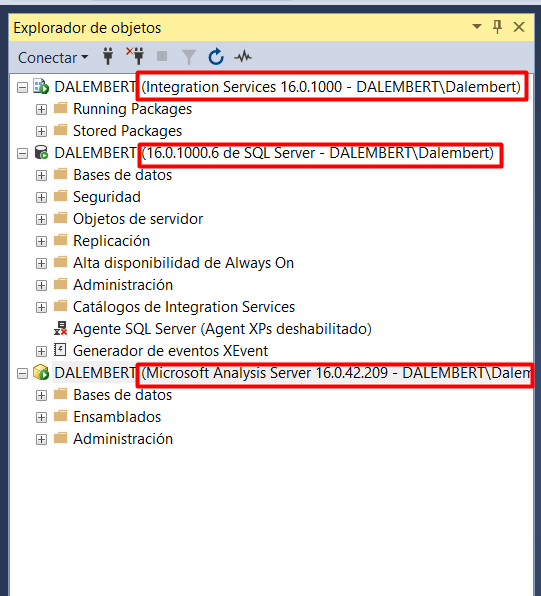 Explorador de objetos
Conectar
DALEMBERT (Integration Services 16.0.1000 - DALEMBERT\Dalembert)
Running Packages
Stored Packages
DALEMBERT (16.0.1000.6 de SQL Server - DALEMBERT\Dalembert)
Bases de datos
Seguridad
Objetos de servidor
Replicación
Alta disponibilidad de Always On
Administración
Catálogos de Integration Services
Agente SQL Server (Agent XPs deshabilitado)
Generador de eventos XEvent
DALEMBERT (Microsoft Analysis Server 16.0.42.209 - DALEMBERT\Dalem
Bases de datos
Ensamblados
Administración